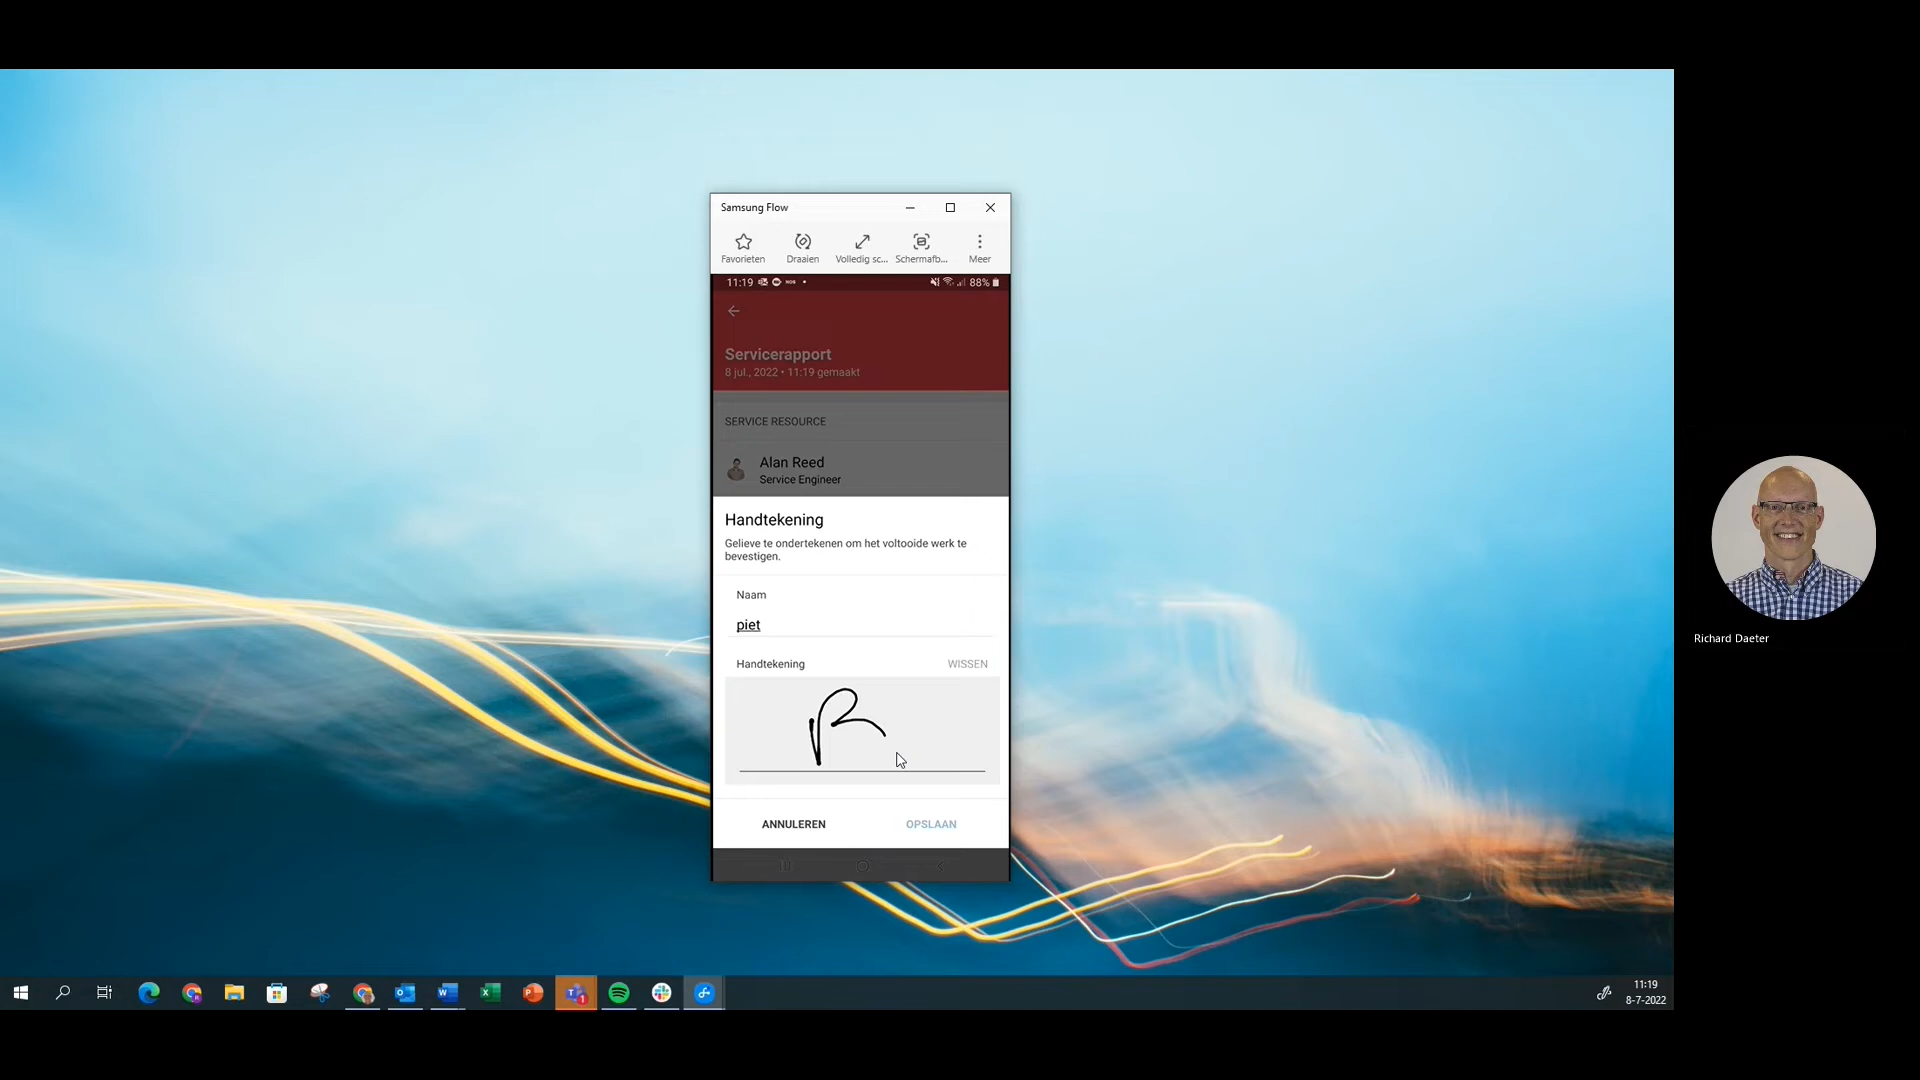 Samsung Flow
Favorieten
Draaien
Volledig sc...
Schermafb...
Meer
11:19
88%
Servicerapport
8 jul., 2022 • 11:19 gemaakt
SERVICE RESOURCE
Alan Reed
Service Engineer
Handtekening
Gelieve te ondertekenen om het voltooide werk te
bevestigen.
Naam
piet
Handtekening
WISSEN
R
ANNULEREN
OPSLAAN
Richard Daeter
11:19
8-7-2022